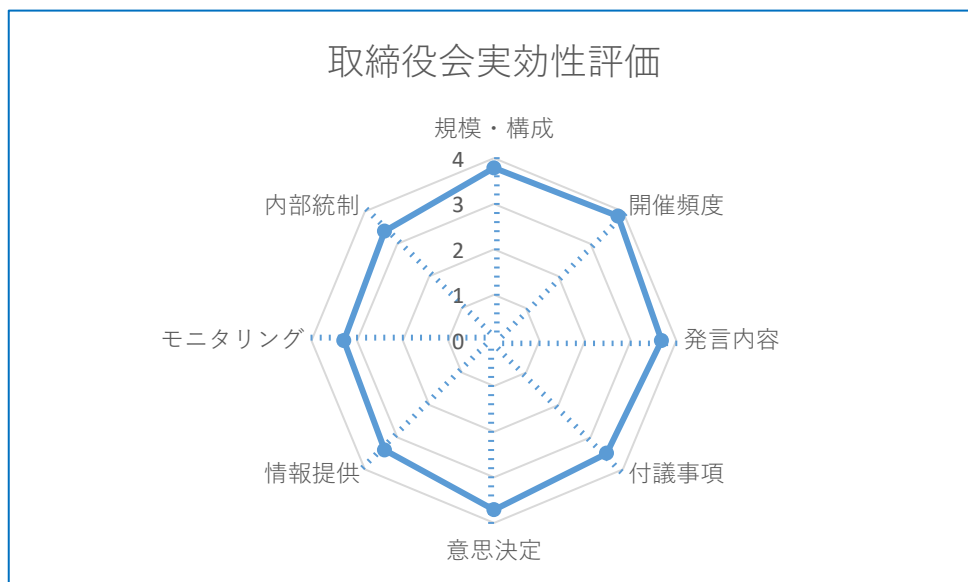 取締役会実効性評価
規模・構成
4
内部統制
開催頻度
3
2
1
モニタリング
0
発言内容
情報提供
付議事項
意思決定